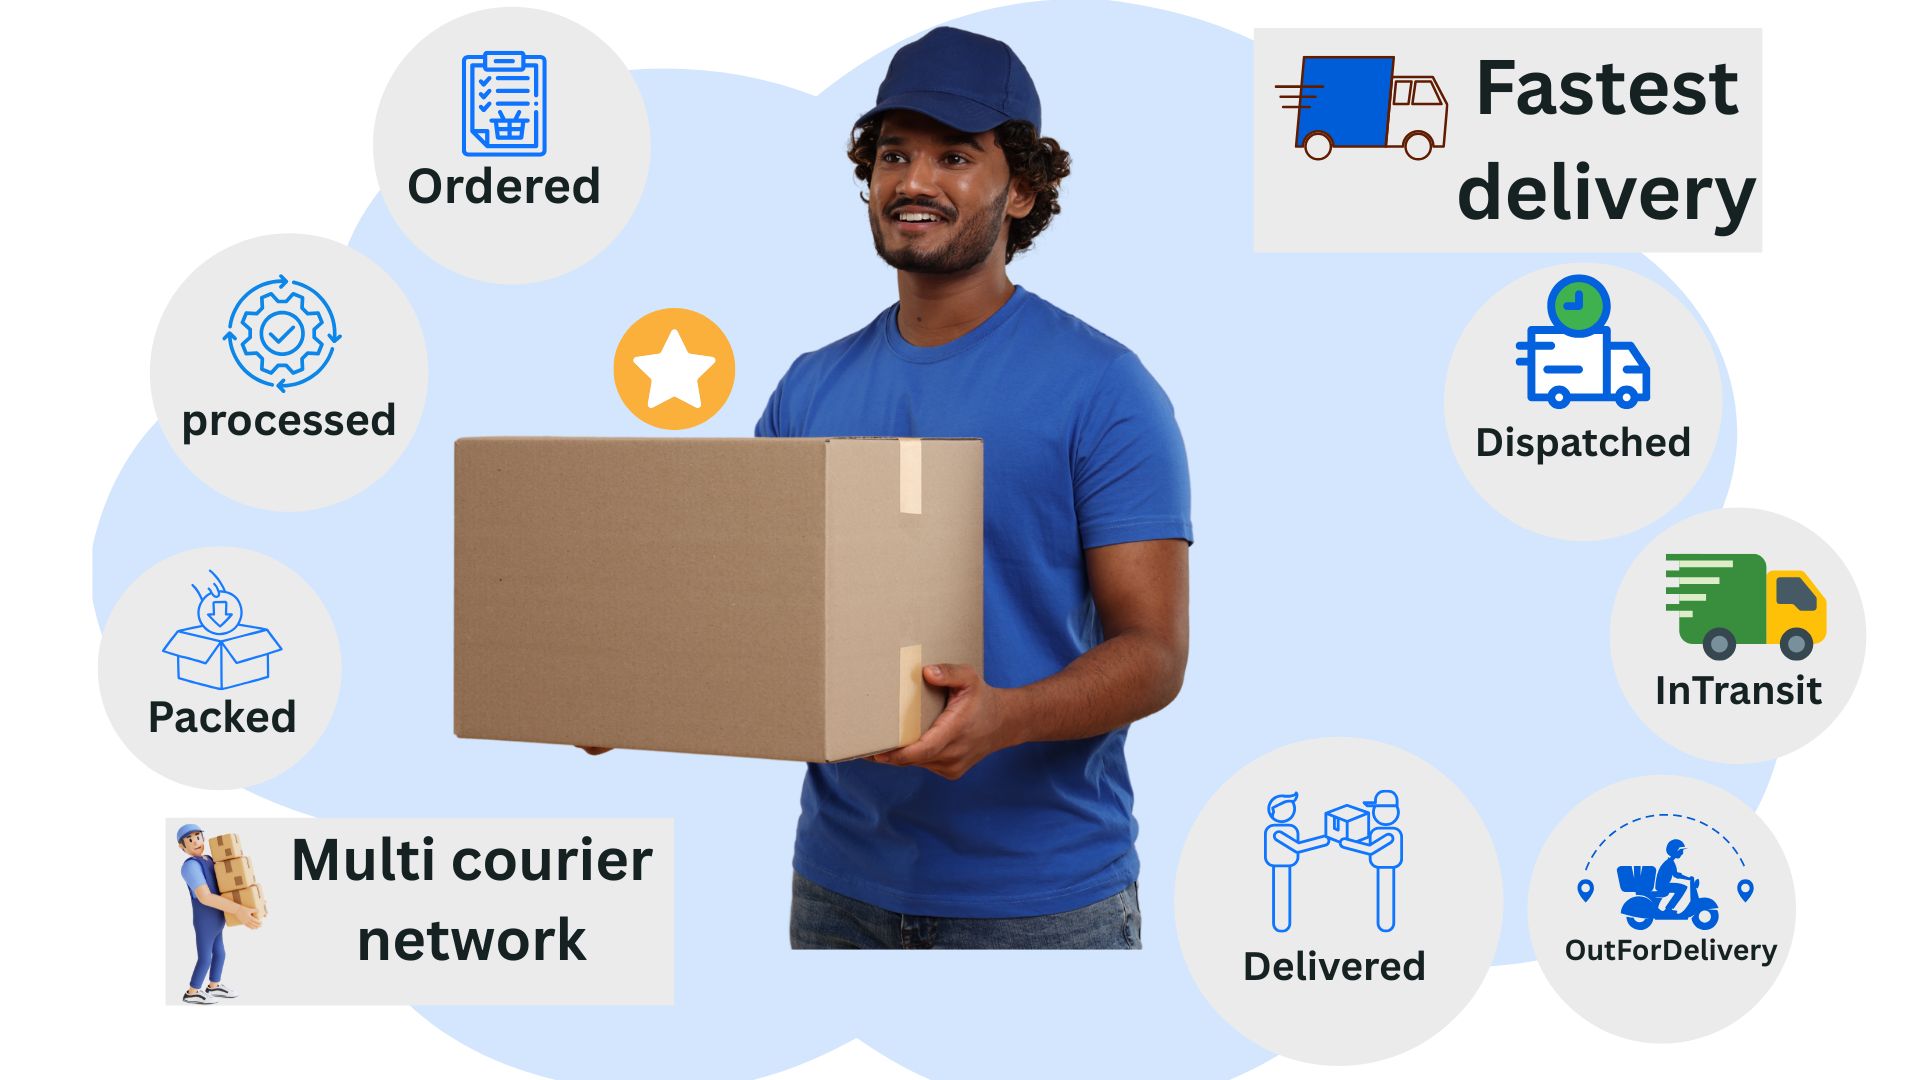 Ordered
processed
Packed
Multi courier
network
Fastest
delivery
Dispatched
InTransit
OutForDelivery
Delivered